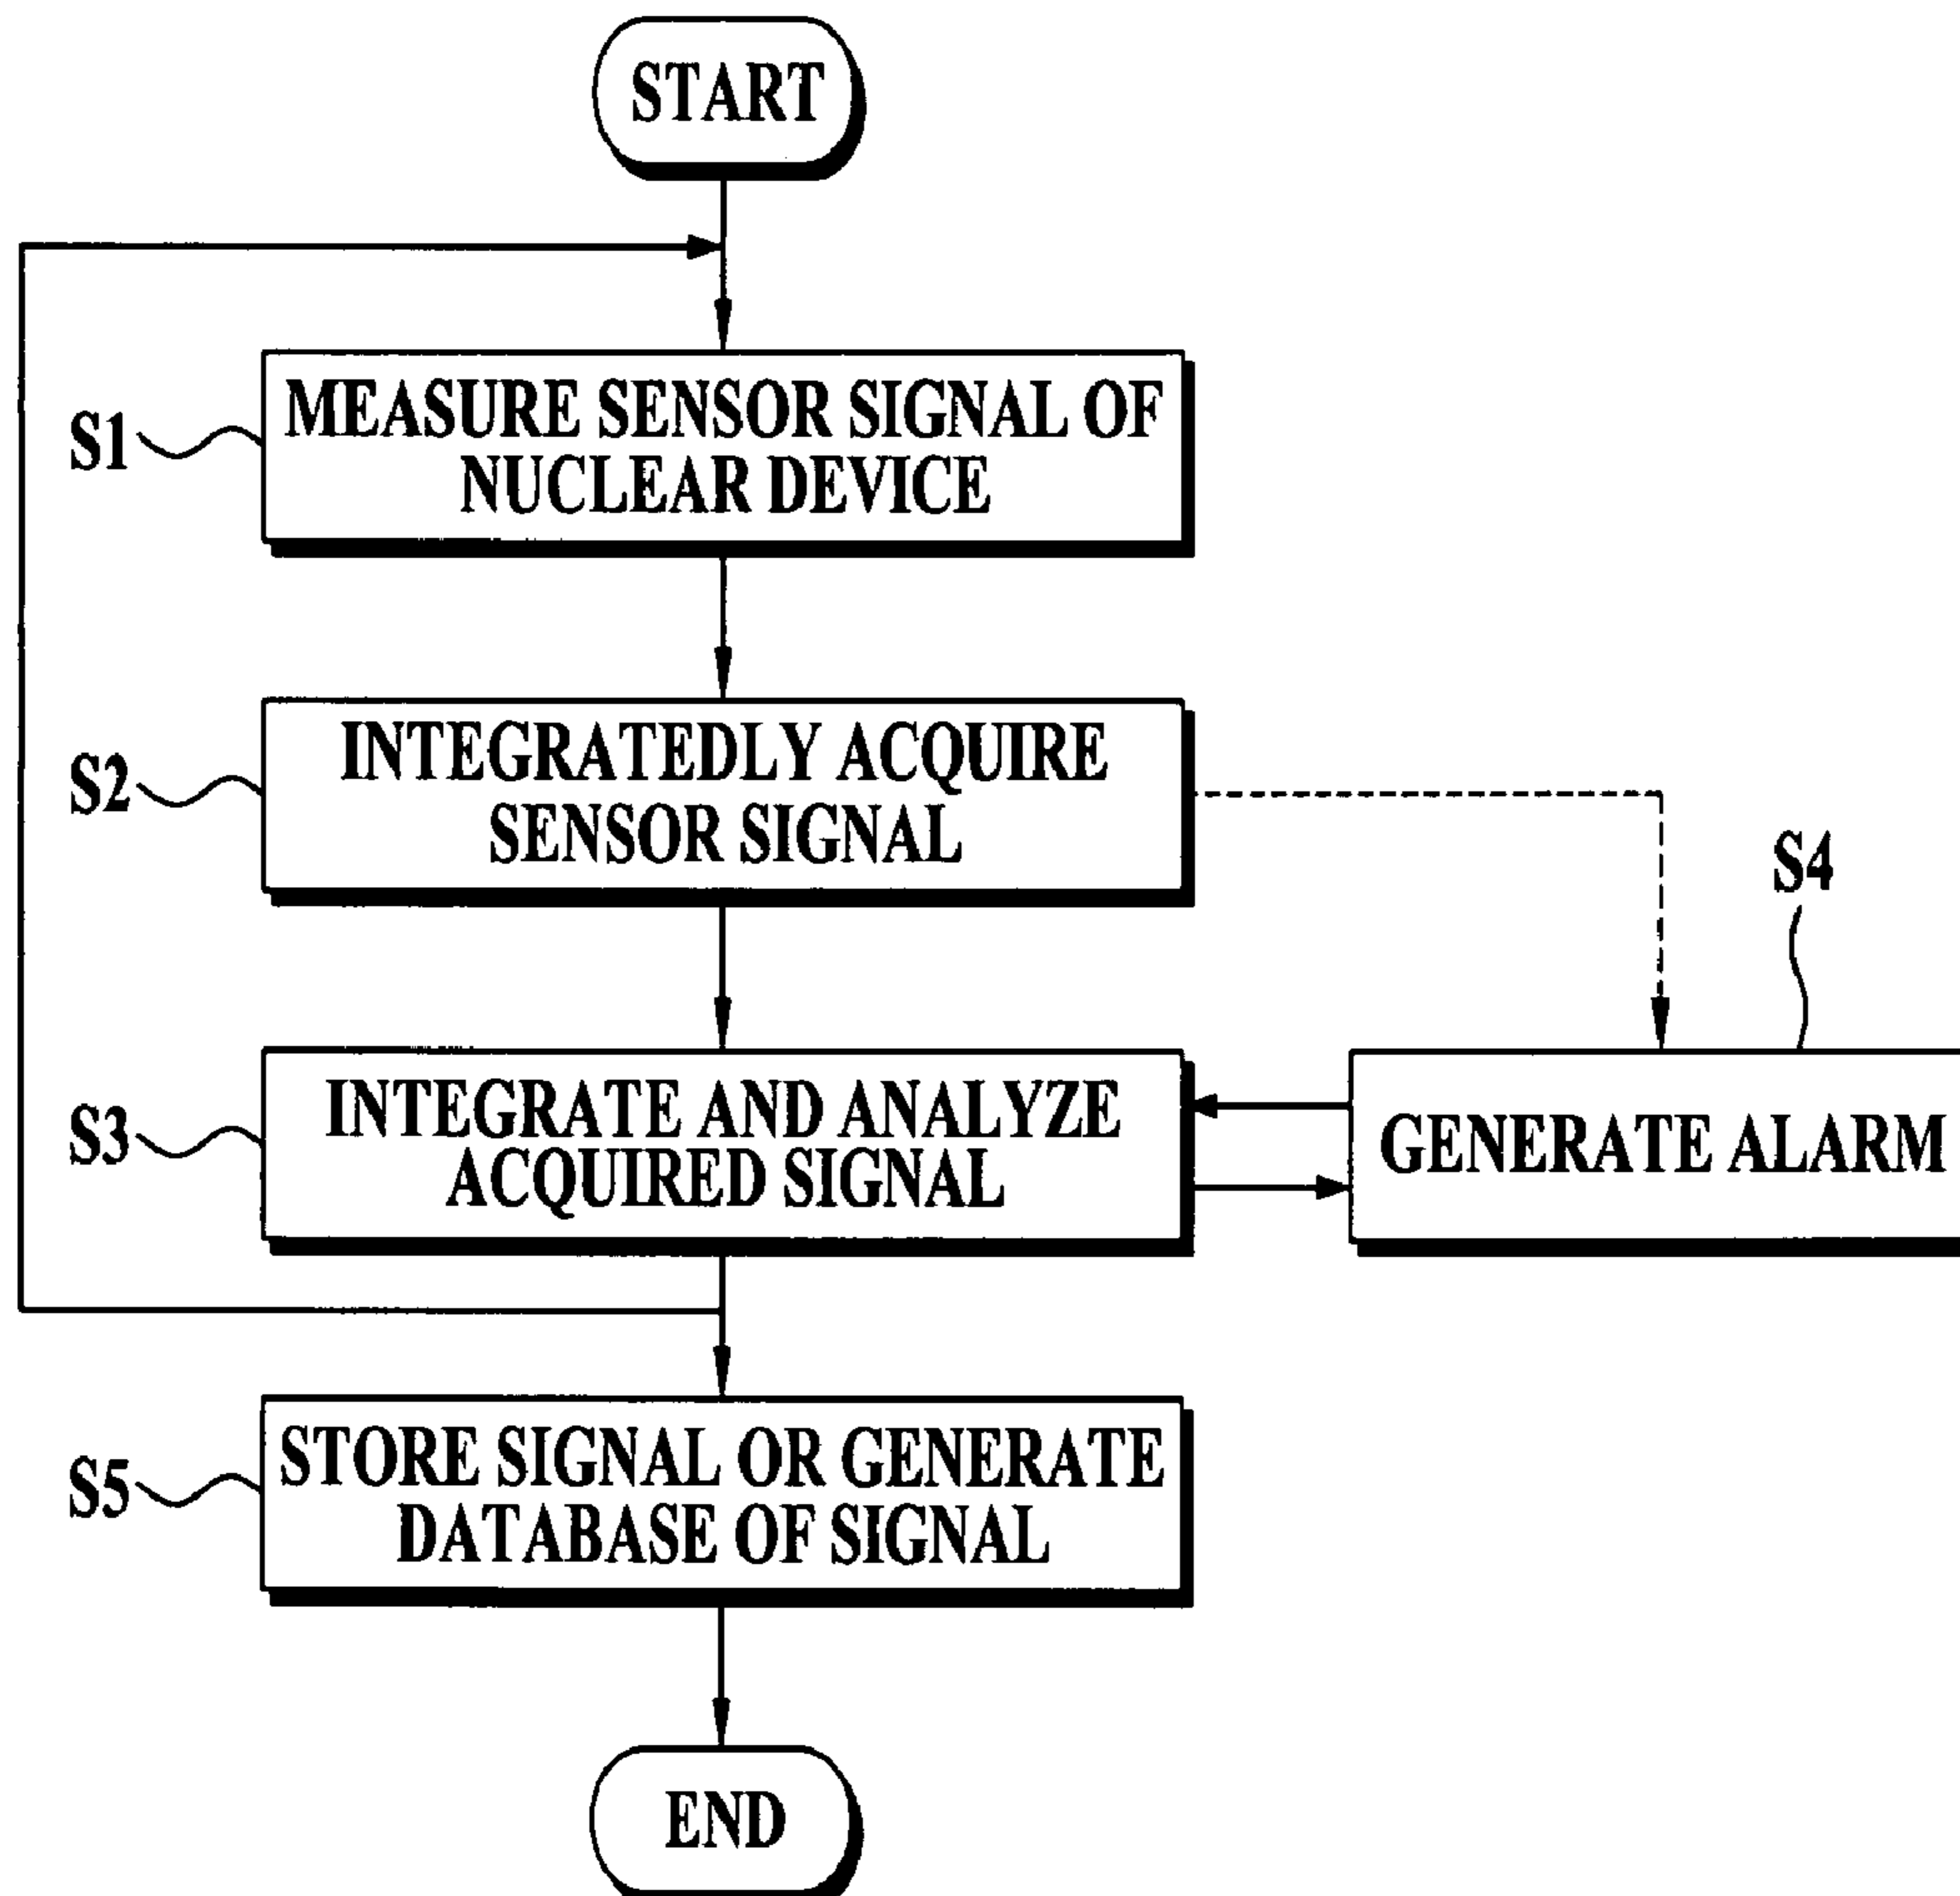 START
S1
MEASURE SENSOR SIGNAL OF
NUCLEAR DEVICE
S2
INTEGRATEDLY ACQUIRE
SENSOR SIGNAL
S3
INTEGRATE AND ANALYZE
ACQUIRED SIGNAL
S4
GENERATE ALARM
S5
STORE SIGNAL OR GENERATE
DATABASE OF SIGNAL
END